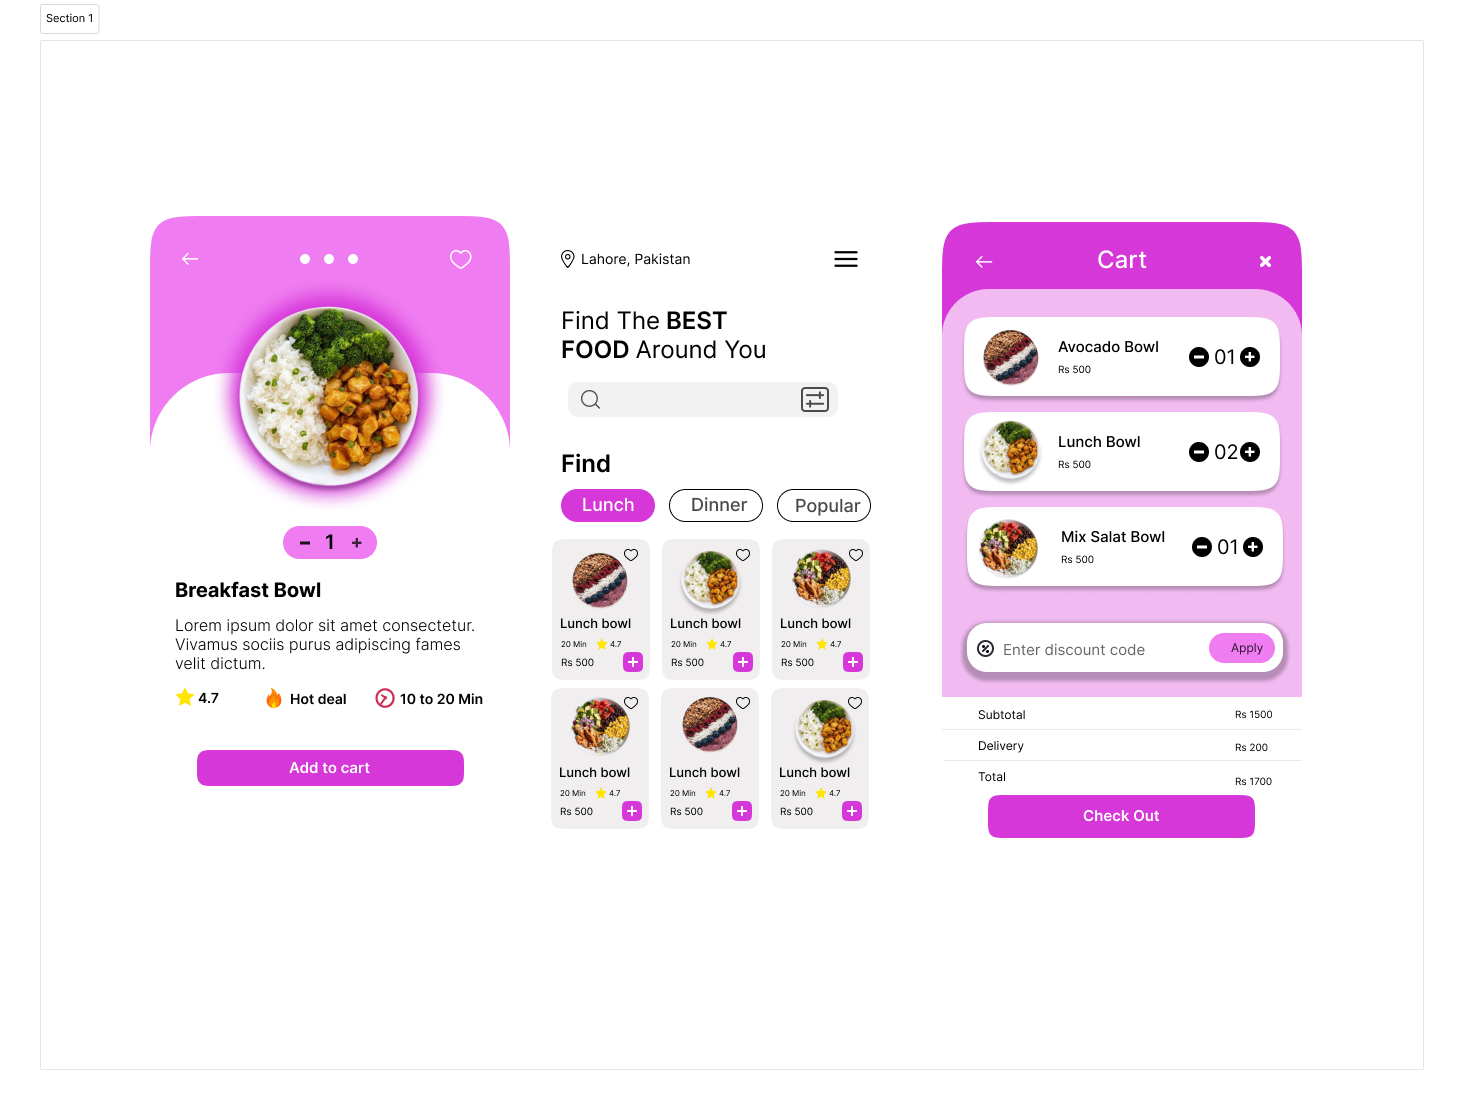 Section 1
1
Breakfast Bowl
Lorem ipsum dolor sit amet consectetur.
Vivamus sociis purus adipiscing fames
velit dictum.
4.7
Hot deal
10 to 20 Min
Add to cart
Lahore, Pakistan
Find The BEST
FOOD Around You
Find
Lunch
Dinner
Popular
Lunch bowl
20 Min
4.7
Rs 500
Lunch bowl
20 Min
4.7
Rs 500
Lunch bowl
20 Min
4.7
Rs 500
Lunch bowl
20 Min
4.7
Rs 500
Lunch bowl
20 Min
4.7
Rs 500
Lunch bowl
20 Min
4.7
Rs 500
Cart
Avocado Bowl
Rs 500
01
Lunch Bowl
Rs 500
02
Mix Salat Bowl
Rs 500
01
Enter discount code
Apply
Subtotal
Rs 1500
Delivery
Rs 200
Total
Rs 1700
Check Out